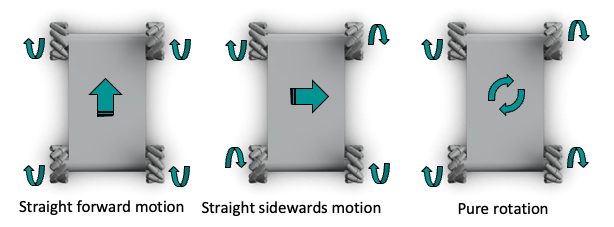 Straight forward motion
Straight sidewards motion
Pure rotation